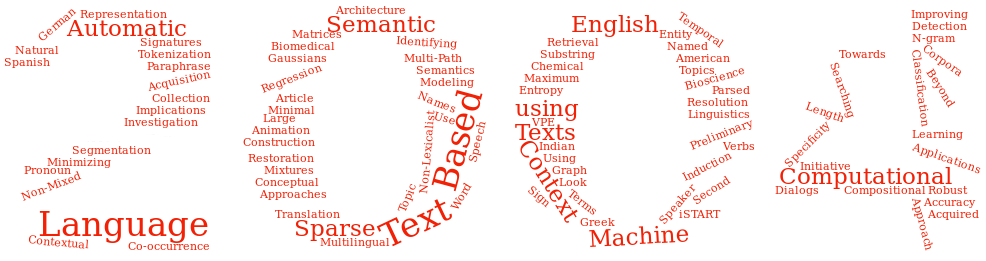 Representation
German
Automatic
Natural
Spanish
Signatures
Tokenization
Paraphrase
Acquisition
Collection
Implications
Investigation
Segmentation
Minimizing
Pronoun
Non-Mixed
Language
Contextual
Co-occurrence
Architecture
Semantic
Matrices
Biomedical
Gaussians
Identifying
Multi-Path
Semantics
Modeling
Regression
Names
Use
Article
Minimal
Large
Animation
Construction
Based
Speech
Non-Lexicalist
Restoration
Mixtures
Conceptual
Approaches
Topic
Word
Text
Translation
Sparse
Multilingual
English
Temporal
Entity
Named
American
Topics
Retrieval
Substring
Chemical
Maximum
Entropy
Bioscience
Parsed
Resolution
Linguistics
using
VPE
Texts
Preliminary
Verbs
Indian
Using
Graph
Look
Context
Induction
Second
Speaker
Sign
Terms
Greek
iSTART
Machine
Improving
Detection
N-gram
Towards
Corpora
Beyond
Classification
Searching
Length
Specificity
Learning
Applications
Initiative
Computational
Dialogs
Compositional
Robust
Accuracy
Acquired
Approach